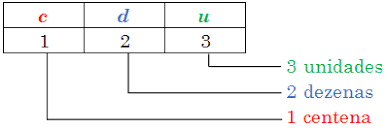 c d u
1 2 3
3 unidades
2 dezenas
1 centena